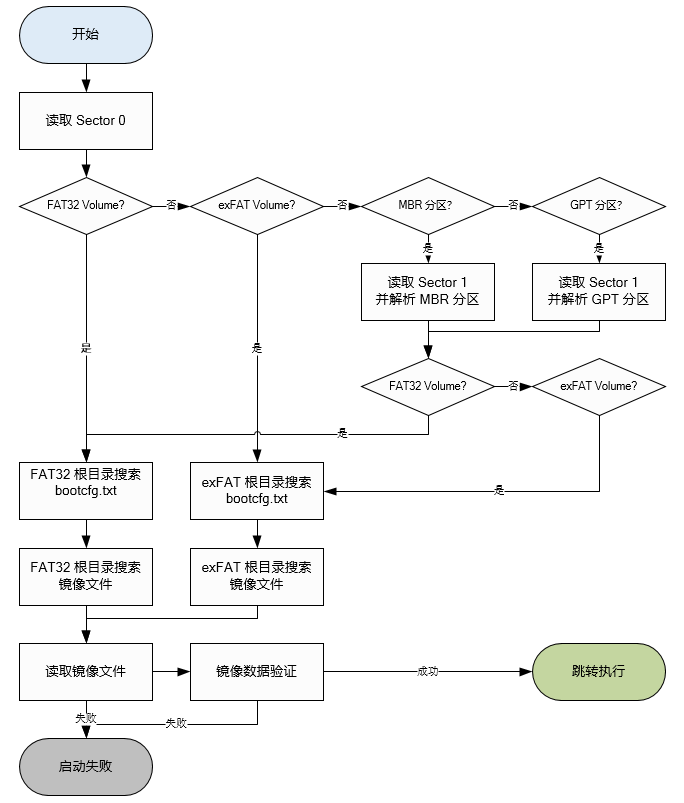 开始
读取 Sector 0
FAT32 Volume?
否
exFAT Volume?
否
MBR 分区?
否
GPT 分区?
是
是
读取 Sector 1
并解析 MBR 分区
读取 Sector 1
并解析 GPT 分区
是
是
FAT32 Volume?
否
exFAT Volume?
是
FAT32 根目录搜索
bootcfg.txt
exFAT 根目录搜索
bootcfg.txt
是
FAT32 根目录搜索
镜像文件
exFAT 根目录搜索
镜像文件
读取镜像文件
镜像数据验证
成功
跳转执行
失败
失败
启动失败